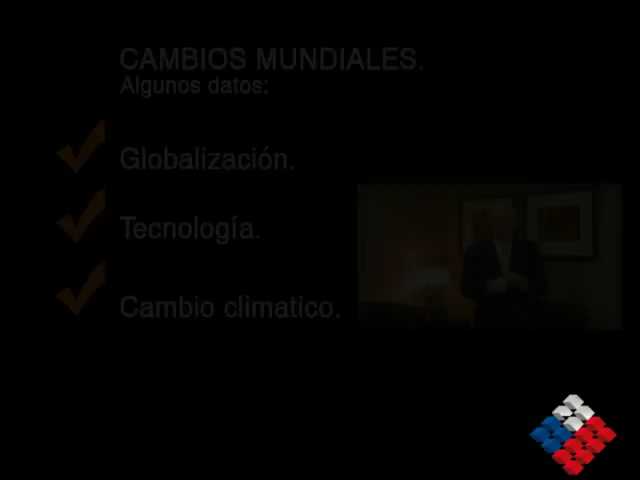 CAMBIOS MUNDIALES.
Algunos datos:
Globalización.
Tecnología.
Cambio climatico.